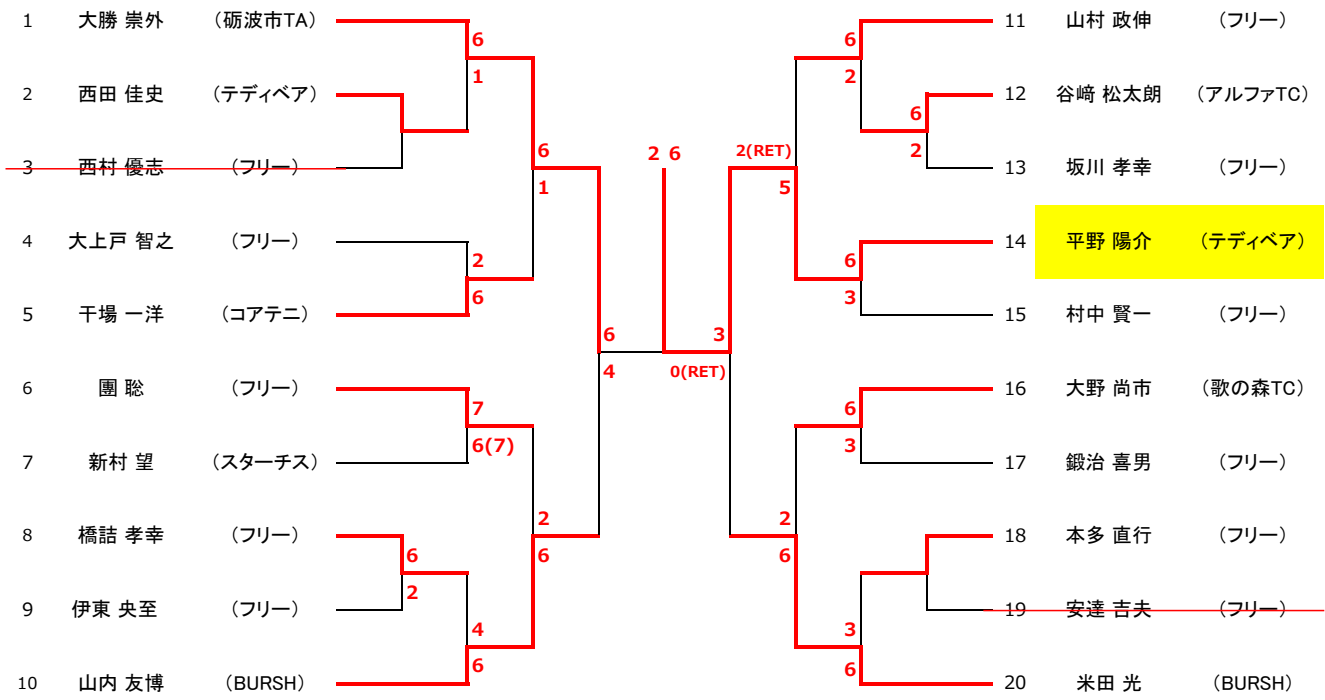 1 大勝 崇外 (砺波市TA)
6
1
2 西田 佳史 (テディベア)
3 西村 優志 (フリー)
6
1
4 大上戸 智之 (フリー)
2
6
5 干場 一洋 (コアテニ)
6
4
6 團 聡 (フリー)
7
6(7)
7 新村 望 (スターチス)
2
6
8 橋詰 孝幸 (フリー)
6
2
9 伊東 央至 (フリー)
4
6
10 山内 友博 (BURSH)
2 6
11 山村 政伸 (フリー)
6
2
12 谷﨑 松太朗 (アルファTC)
6
2
13 坂川 孝幸 (フリー)
2(RET)
5
14 平野 陽介 (テディベア)
6
3
15 村中 賢一 (フリー)
3
0(RET)
16 大野 尚市 (歌の森TC)
6
3
17 鍛治 喜男 (フリー)
2
6
18 本多 直行 (フリー)
19 安達 吉夫 (フリー)
3
6
20 米田 光 (BURSH)